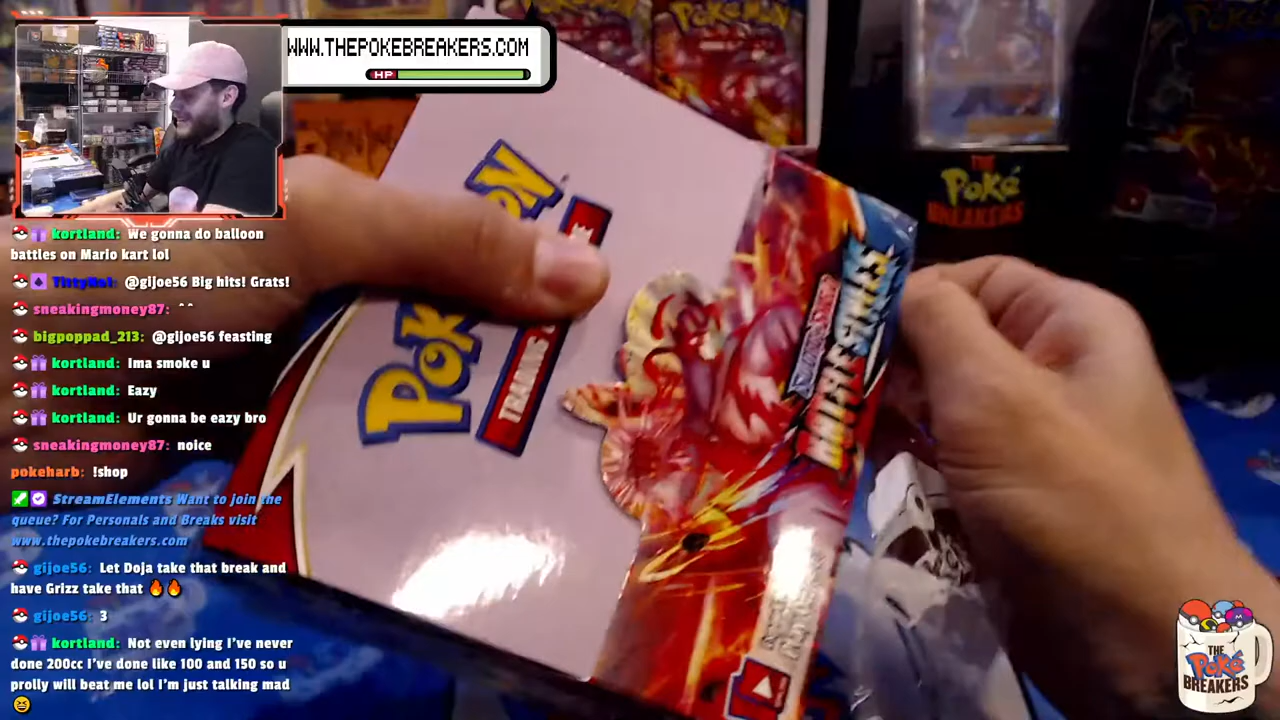 WWW.THEPOKEBREAKERS.COM
HP
kortland: We gonna do balloon
battles on Mario kart lol
@gijoe56 Big hits! Grats!
sneakingmoney87: ^^
bigpoppad_213: @gijoe56 feasting
kortland: Ima smoke u
kortland: Eazy
kortland: Ur gonna be eazy bro
sneakingmoney87: noice
pokeharb: !shop
StreamElements Want to join the
queue? For Personals and Breaks visit
www.thepokebreakers.com
gijoe56: Let Doja take that break and
have Grizz take that 🔥🔥
gijoe56: 3
kortland: Not even lying I've never
done 200cc I've done like 100 and 150 so u
prolly will beat me lol I'm just talking mad
😆
POKéMON
THE
Poké
BREAKERS
THE
Poké
BREAKERS